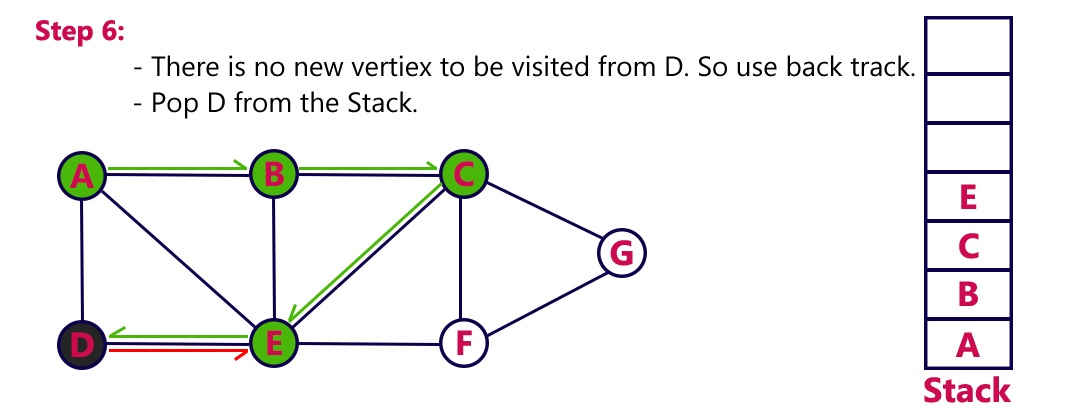 Step 6:
- There is no new vertiex to be visited from D. So use back track.
- Pop D from the Stack.
A
B
C
G
D
E
F
E
C
B
A
Stack